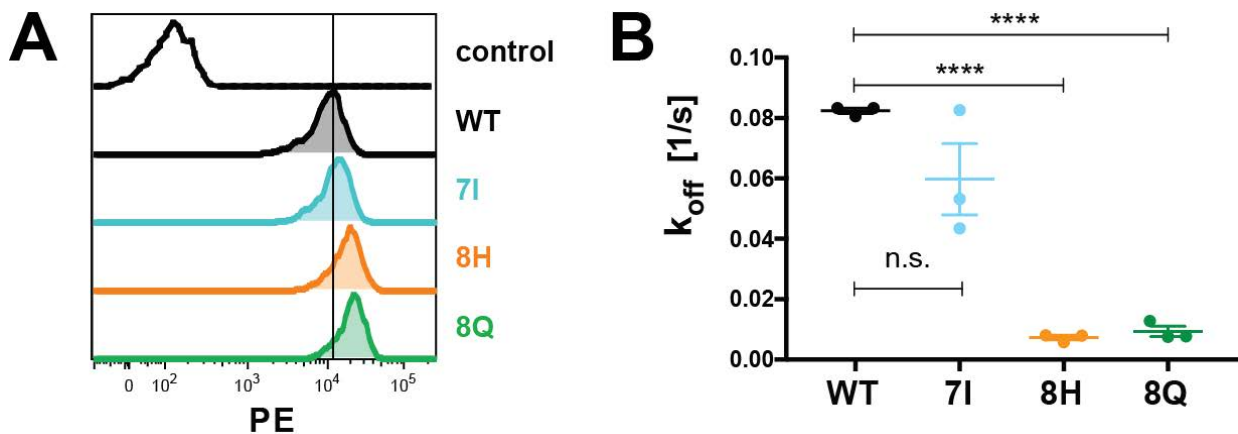 A
control
WT
7I
8H
8Q
0 10² 10³ 10⁴ 10⁵
PE
B
****
****
n.s.
k_off [1/s]
0.10
0.08
0.06
0.04
0.02
0.00
WT 7I 8H 8Q